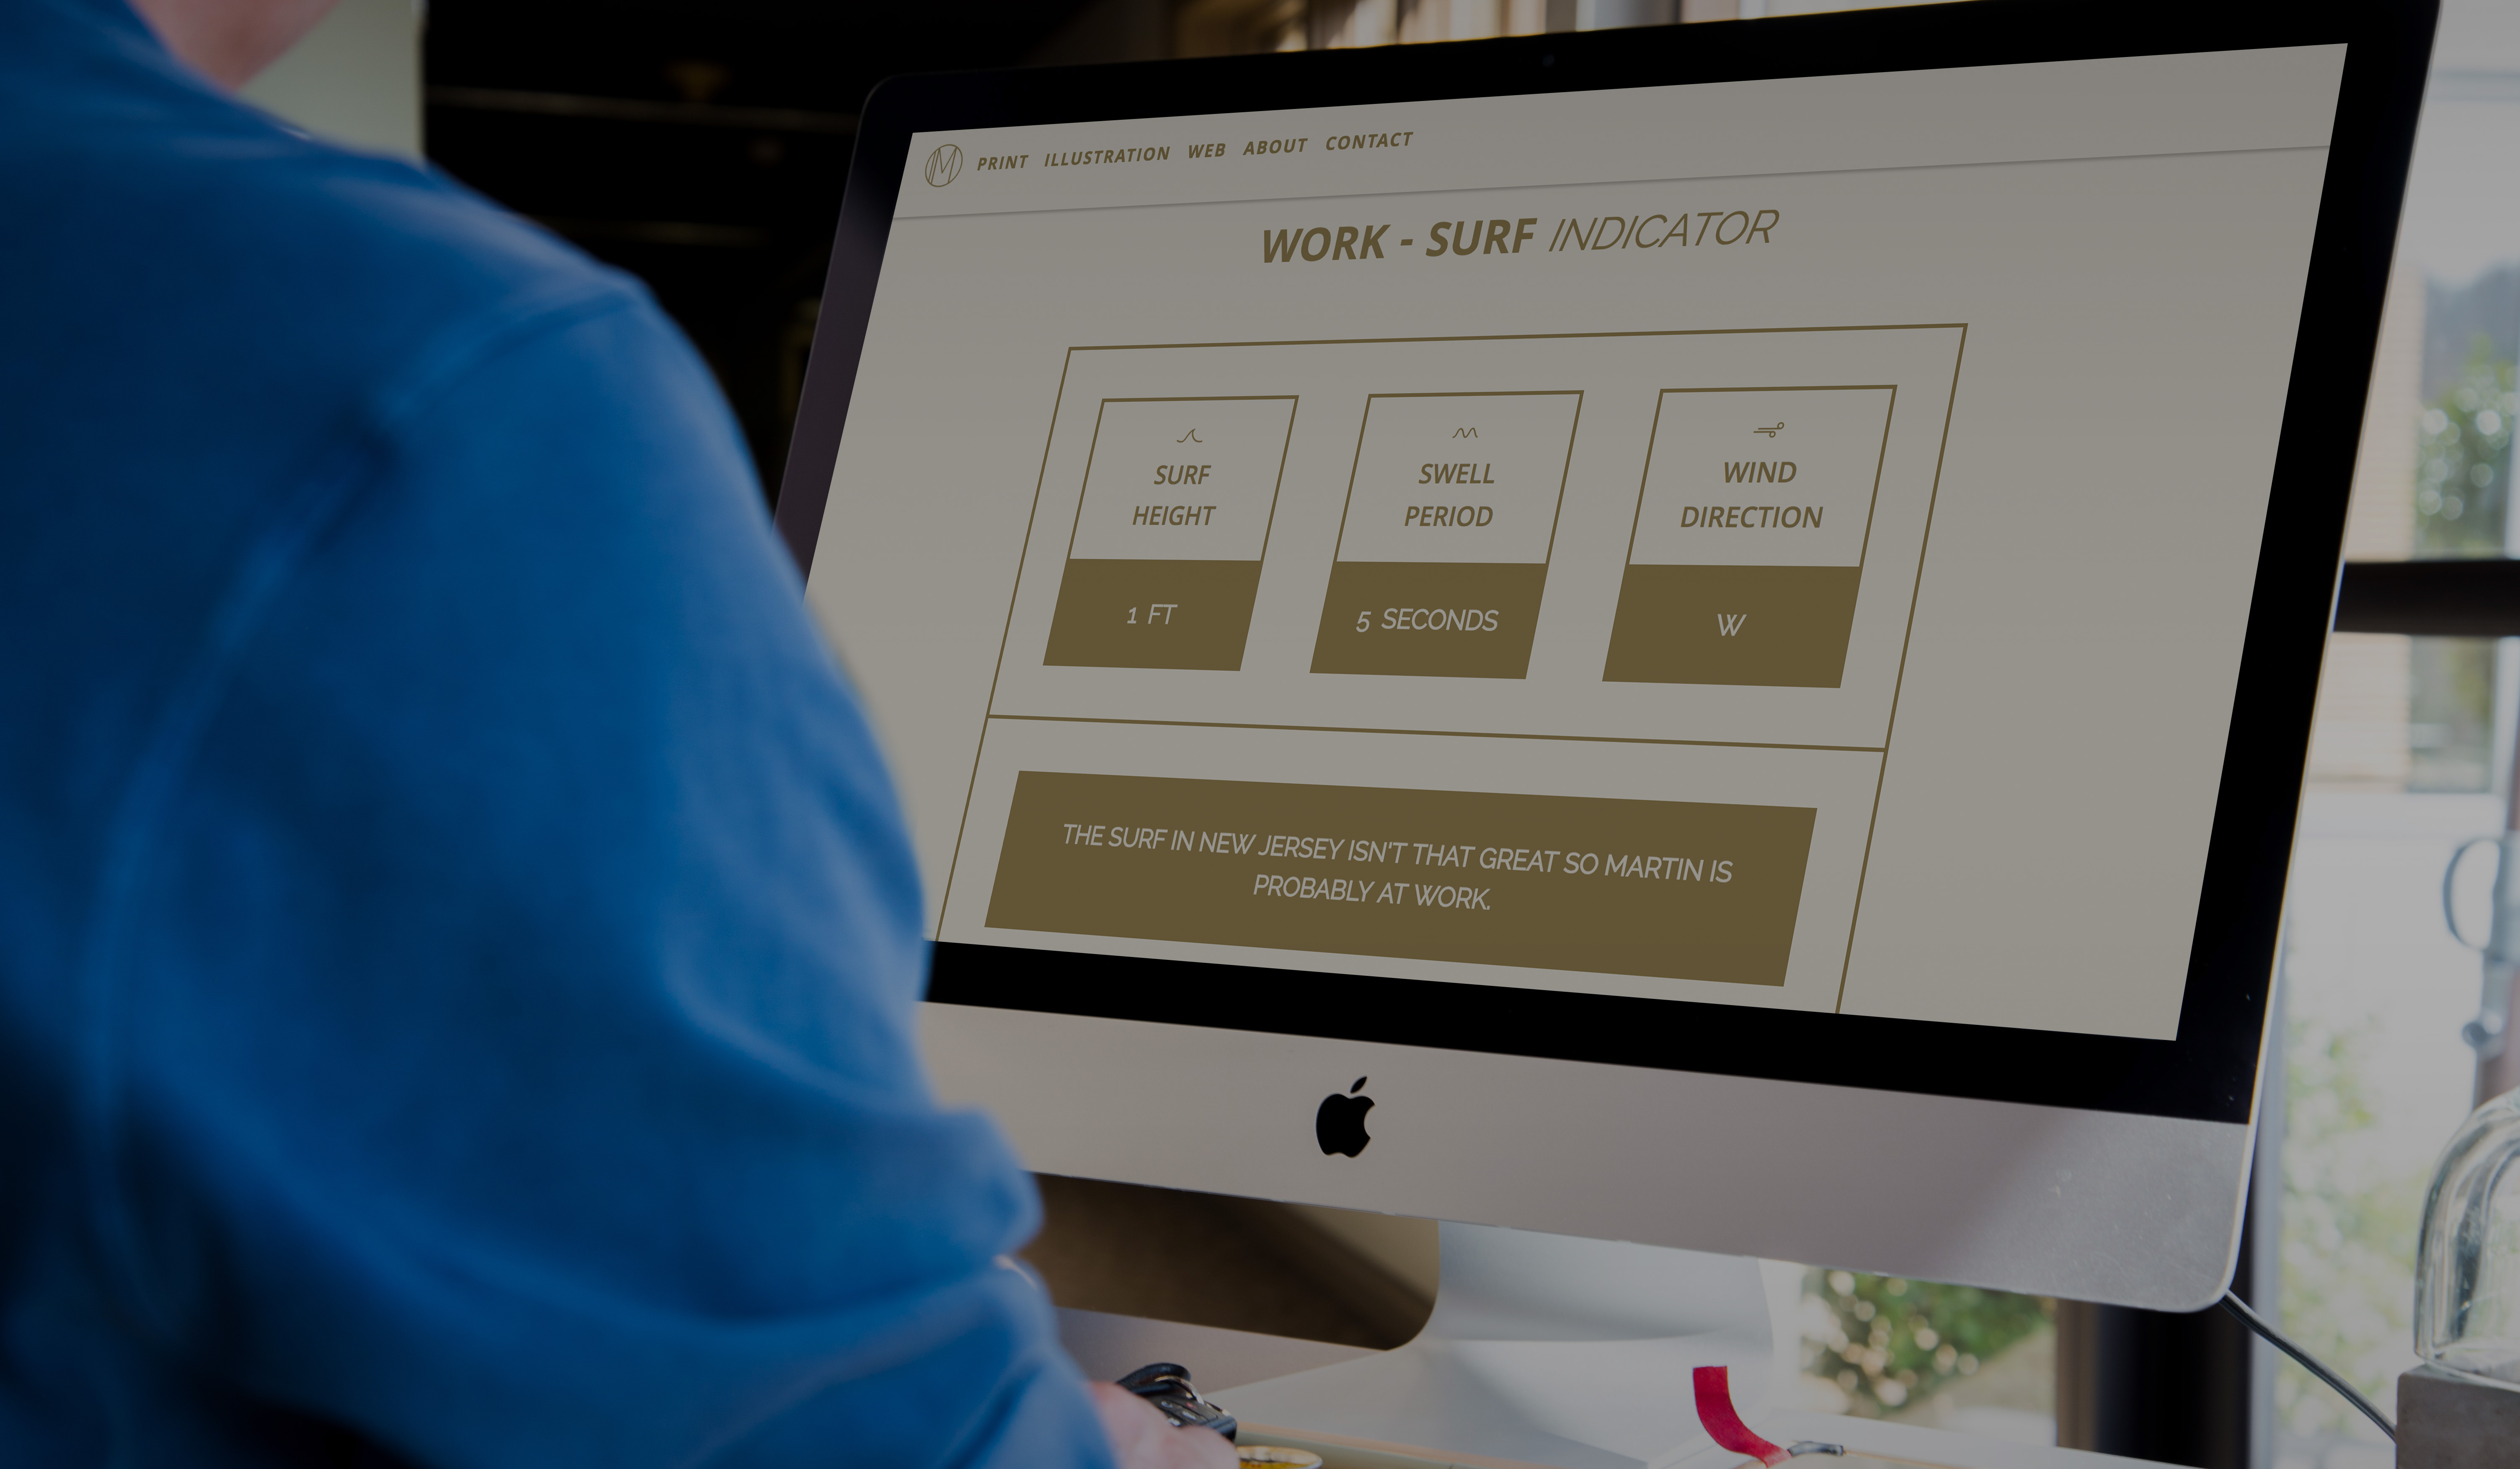 M PRINT ILLUSTRATION WEB ABOUT CONTACT
WORK - SURF INDICATOR
SURF
HEIGHT
1 FT
SWELL
PERIOD
5 SECONDS
WIND
DIRECTION
W
THE SURF IN NEW JERSEY ISN'T THAT GREAT SO MARTIN IS
PROBABLY AT WORK.